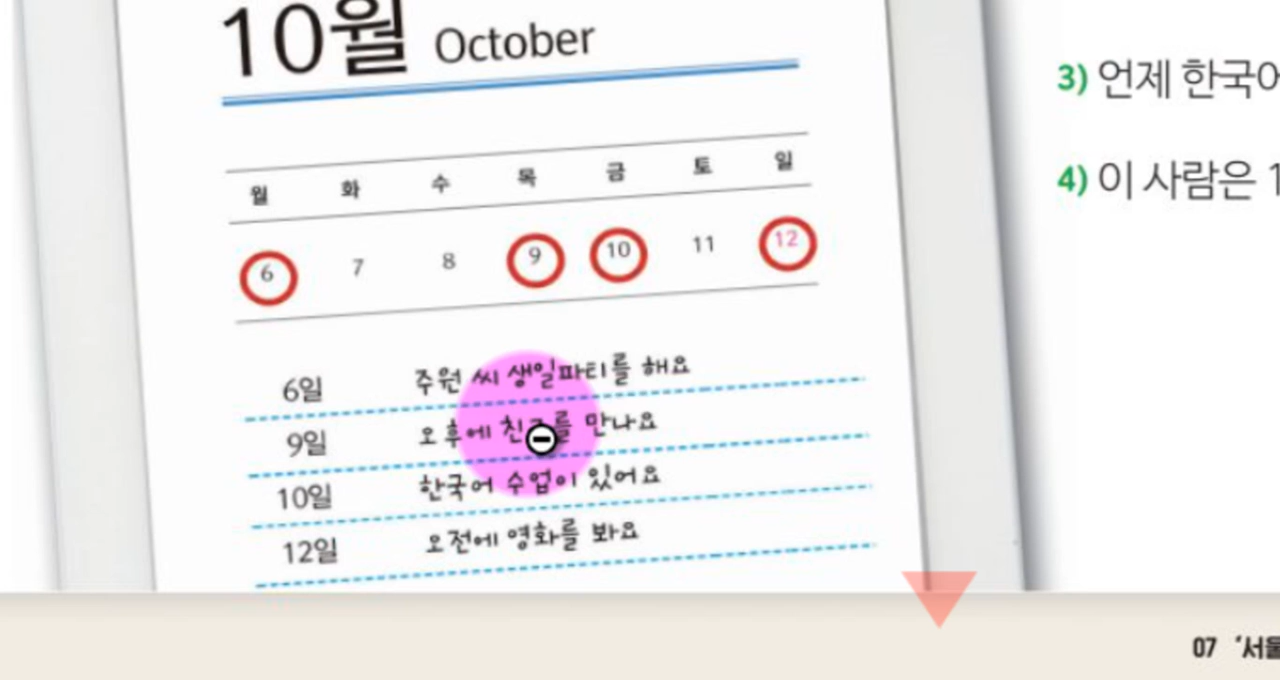 10월 October
월 화 수 목 금 토 일
6 7 8 9 10 11 12
6일 주원 씨 생일파티를 해요
9일 오후에 친구를 만나요
10일 한국어 수업이 있어요
12일 오전에 영화를 봐요
3) 언제 한국어
4) 이 사람은 1
07 '서울